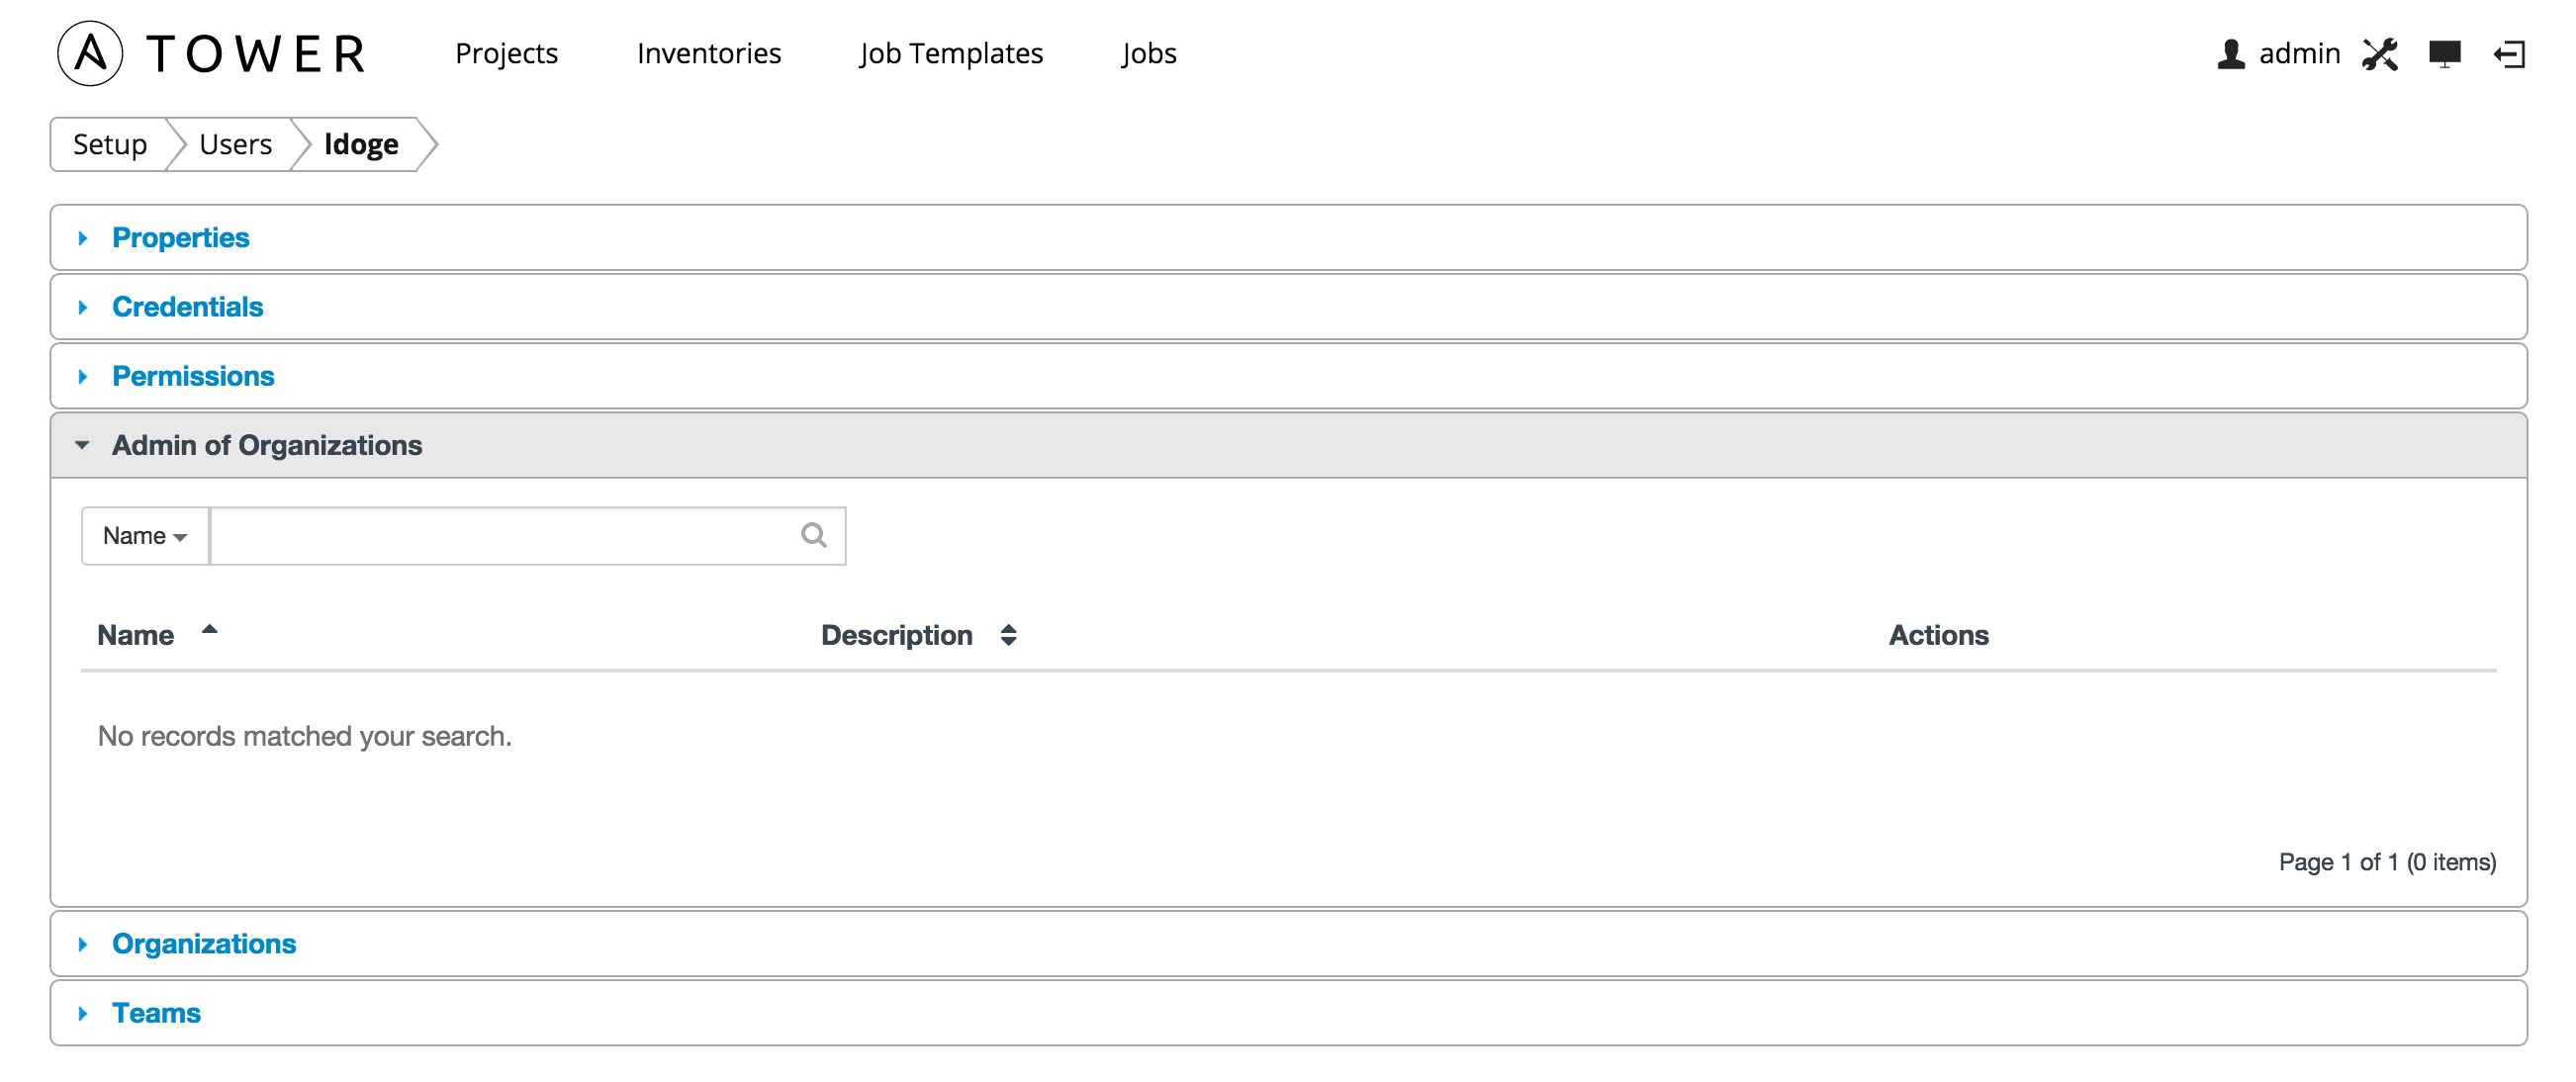 A TOWER Projects Inventories Job Templates Jobs admin
Setup Users ldoge
Properties
Credentials
Permissions
Admin of Organizations
Name
Name Description Actions
No records matched your search.
Page 1 of 1 (0 items)
Organizations
Teams